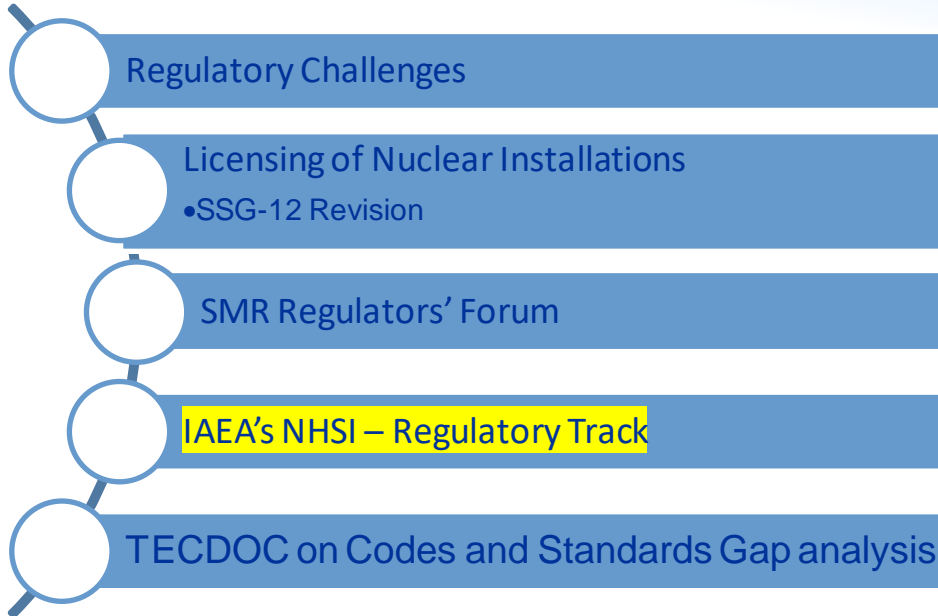 Regulatory Challenges
Licensing of Nuclear Installations
•SSG-12 Revision
SMR Regulators’ Forum
IAEA’s NHSI – Regulatory Track
TECDOC on Codes and Standards Gap analysis